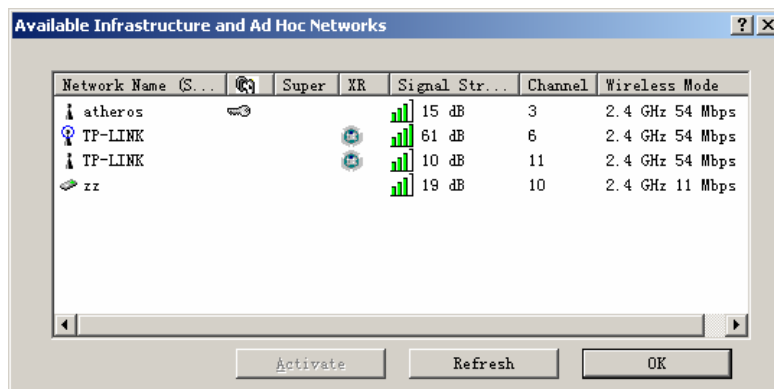 Available Infrastructure and Ad Hoc Networks
Network Name (S... Super XR Signal Str... Channel Wireless Mode
atheros 15 dB 3 2.4 GHz 54 Mbps
TP-LINK 61 dB 6 2.4 GHz 54 Mbps
TP-LINK 10 dB 11 2.4 GHz 54 Mbps
zz 19 dB 10 2.4 GHz 11 Mbps
Activate Refresh OK